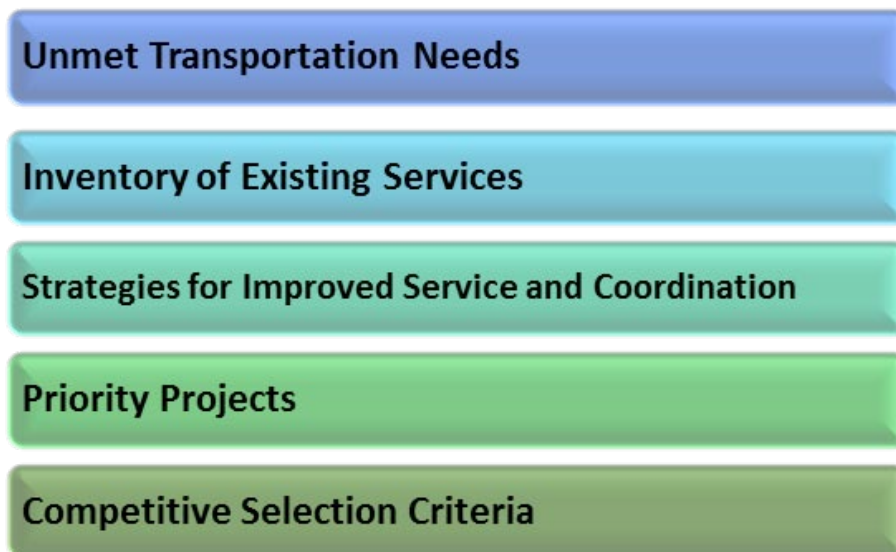 Unmet Transportation Needs
Inventory of Existing Services
Strategies for Improved Service and Coordination
Priority Projects
Competitive Selection Criteria